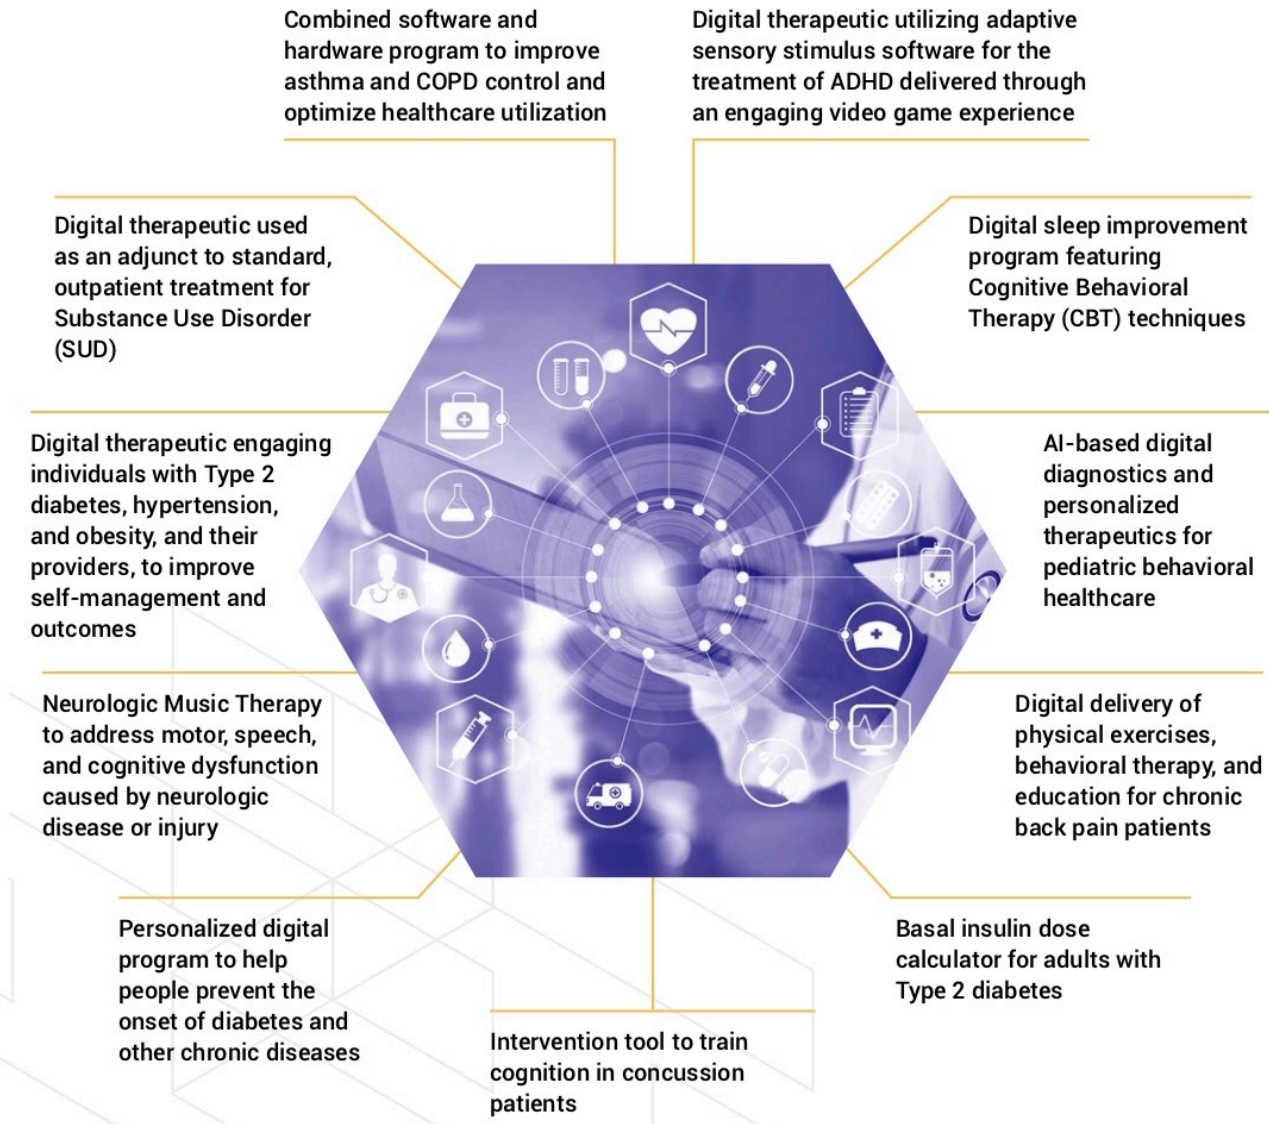 Combined software and
hardware program to improve
asthma and COPD control and
optimize healthcare utilization
Digital therapeutic utilizing adaptive
sensory stimulus software for the
treatment of ADHD delivered through
an engaging video game experience
Digital therapeutic used
as an adjunct to standard,
outpatient treatment for
Substance Use Disorder
(SUD)
Digital sleep improvement
program featuring
Cognitive Behavioral
Therapy (CBT) techniques
Digital therapeutic engaging
individuals with Type 2
diabetes, hypertension,
and obesity, and their
providers, to improve
self-management and
outcomes
AI-based digital
diagnostics and
personalized
therapeutics for
pediatric behavioral
healthcare
Neurologic Music Therapy
to address motor, speech,
and cognitive dysfunction
caused by neurologic
disease or injury
Digital delivery of
physical exercises,
behavioral therapy, and
education for chronic
back pain patients
Personalized digital
program to help
people prevent the
onset of diabetes and
other chronic diseases
Intervention tool to train
cognition in concussion
patients
Basal insulin dose
calculator for adults with
Type 2 diabetes